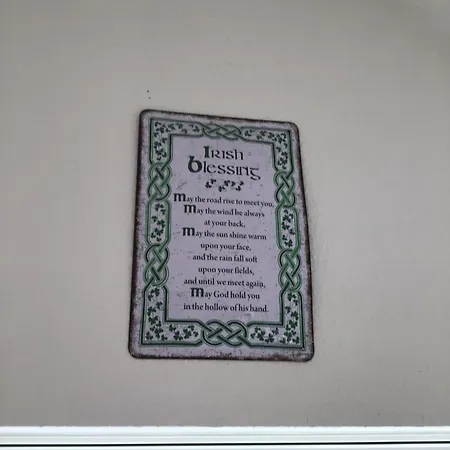 Irish
Blessing
May the road rise to meet you,
May the wind be always
at your back,
May the sun shine warm
upon your face,
and the rain fall soft
upon your fields,
and until we meet again,
May God hold you
in the hollow of his hand.